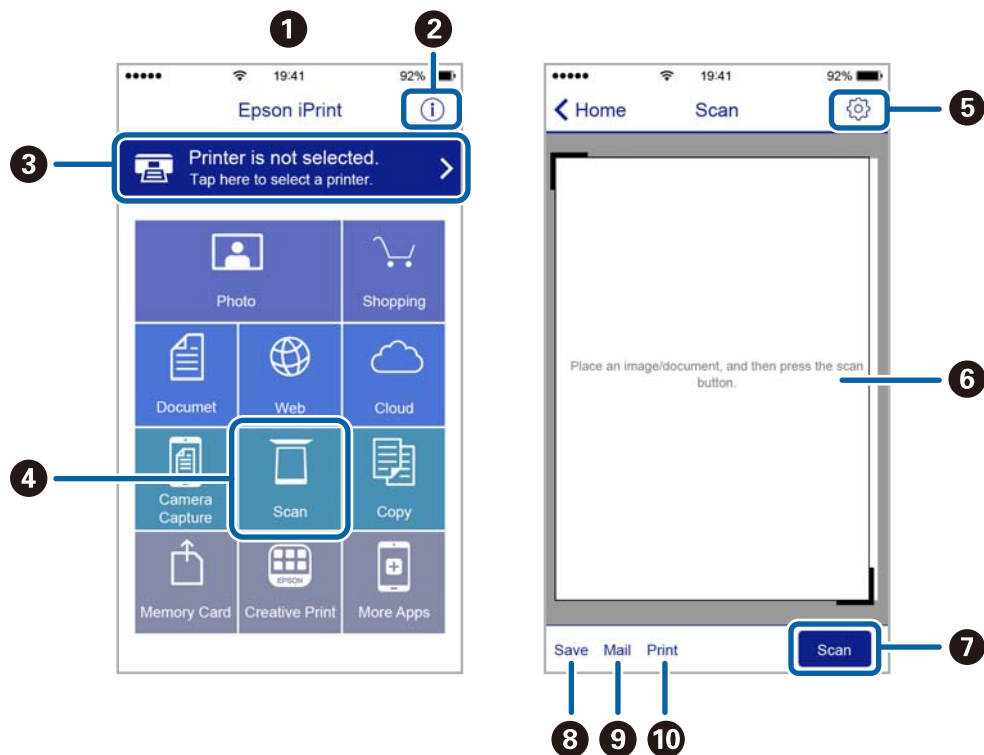 1
2
19:41
92%
Epson iPrint
3
Printer is not selected.
Tap here to select a printer.
Photo
Shopping
Documet
Web
Cloud
4
Camera
Capture
Scan
Copy
EPSON
Memory Card
Creative Print
More Apps
19:41
92%
Home
Scan
5
Place an image/document, and then press the scan
button.
6
Save
Mail
Print
Scan
7
8
9
10